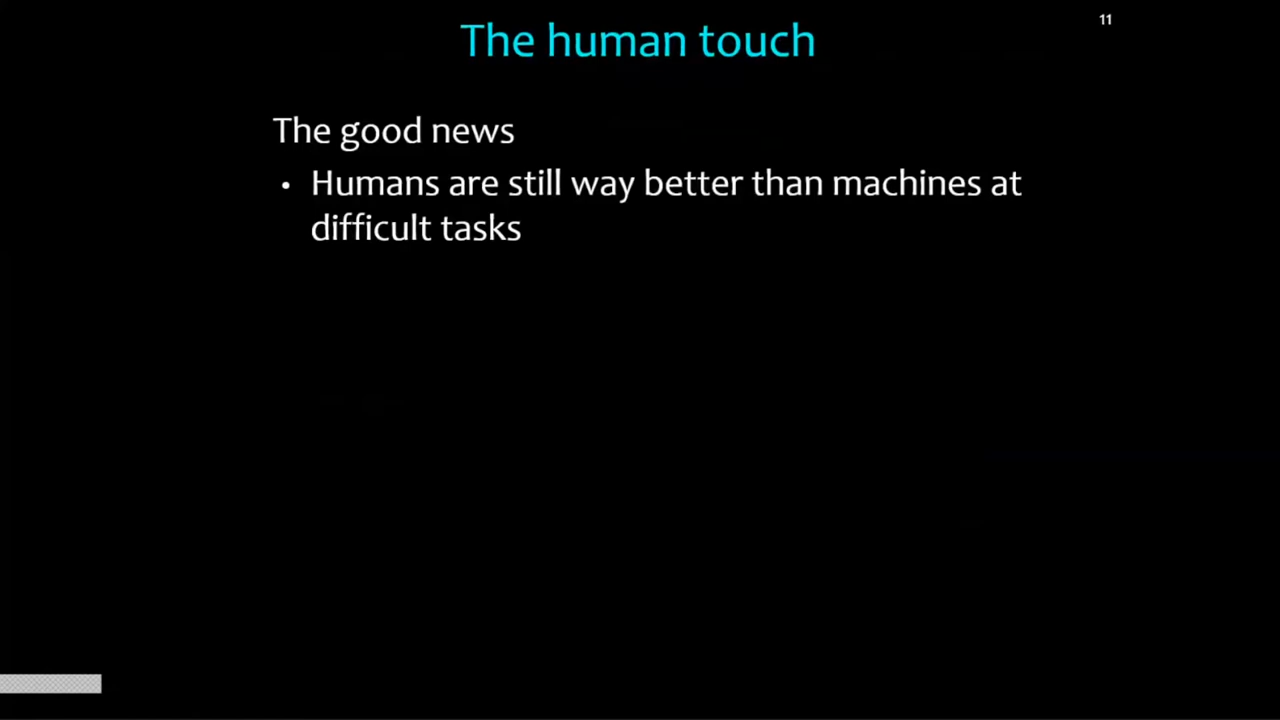 The human touch
11
The good news
• Humans are still way better than machines at
difficult tasks